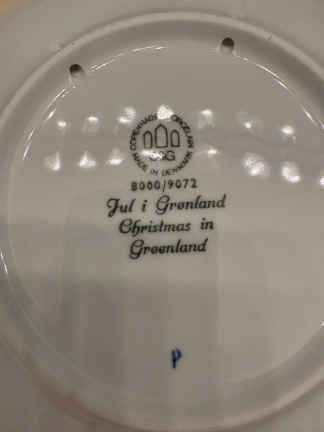 COPENHAGEN PORCELAIN
B&G
MADE IN DENMARK
8000/9072
Jul i Grønland
Christmas in
Greenland
P